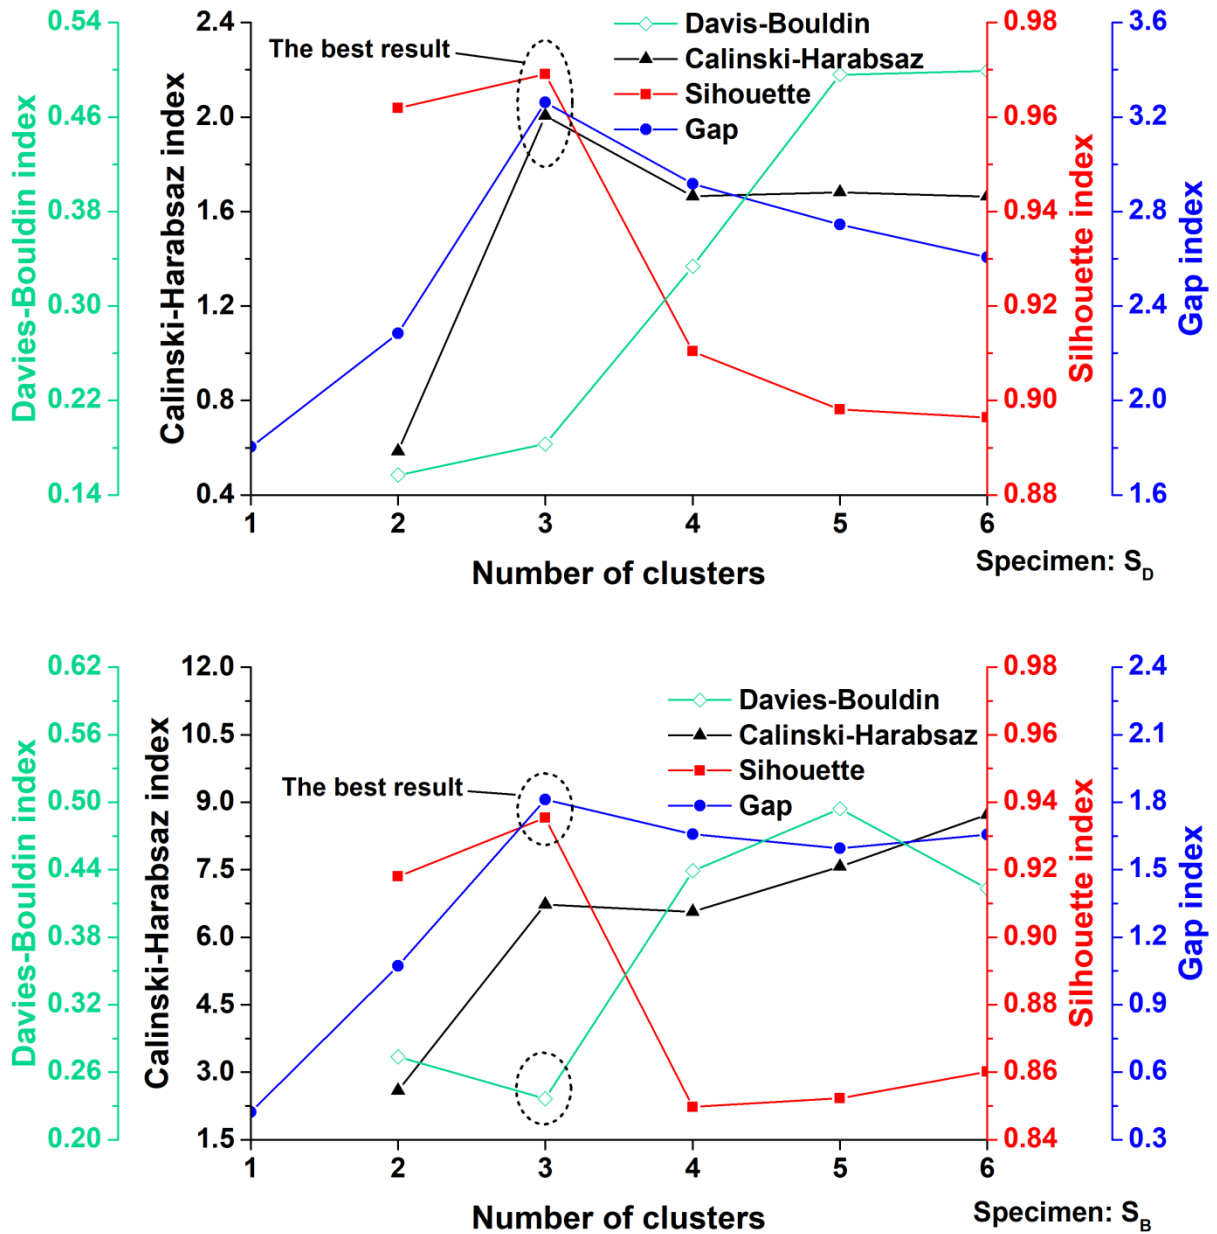 Davies-Bouldin index
0.54
0.46
0.38
0.30
0.22
0.14
Calinski-Harabsaz index
2.4
2.0
1.6
1.2
0.8
0.4
The best result
Davis-Bouldin
Calinski-Harabsaz
Sihouette
Gap
0.98
0.96
0.94
0.92
0.90
0.88
Silhouette index
3.6
3.2
2.8
2.4
2.0
1.6
Gap index
1 2 3 4 5 6
Number of clusters
Specimen: S_D
Davies-Bouldin index
0.62
0.56
0.50
0.44
0.38
0.32
0.26
0.20
Calinski-Harabsaz index
12.0
10.5
9.0
7.5
6.0
4.5
3.0
1.5
The best result
Davies-Bouldin
Calinski-Harabsaz
Sihouette
Gap
0.98
0.96
0.94
0.92
0.90
0.88
0.86
0.84
Silhouette index
2.4
2.1
1.8
1.5
1.2
0.9
0.6
0.3
Gap index
1 2 3 4 5 6
Number of clusters
Specimen: S_B